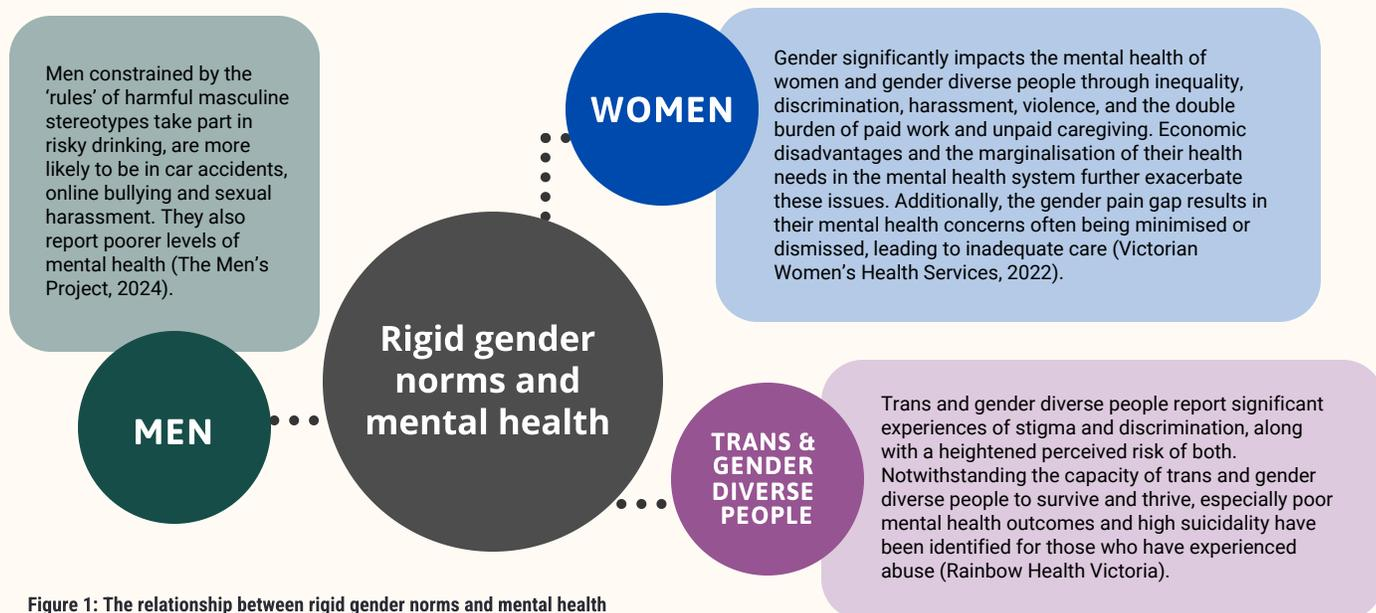 Men constrained by the
‘rules’ of harmful masculine
stereotypes take part in
risky drinking, are more
likely to be in car accidents,
online bullying and sexual
harassment. They also
report poorer levels of
mental health (The Men’s
Project, 2024).
MEN
Rigid gender
norms and
mental health
WOMEN
Gender significantly impacts the mental health of
women and gender diverse people through inequality,
discrimination, harassment, violence, and the double
burden of paid work and unpaid caregiving. Economic
disadvantages and the marginalisation of their health
needs in the mental health system further exacerbate
these issues. Additionally, the gender pain gap results in
their mental health concerns often being minimised or
dismissed, leading to inadequate care (Victorian
Women’s Health Services, 2022).
TRANS &
GENDER
DIVERSE
PEOPLE
Trans and gender diverse people report significant
experiences of stigma and discrimination, along
with a heightened perceived risk of both.
Notwithstanding the capacity of trans and gender
diverse people to survive and thrive, especially poor
mental health outcomes and high suicidality have
been identified for those who have experienced
abuse (Rainbow Health Victoria).
Figure 1: The relationship between rigid gender norms and mental health